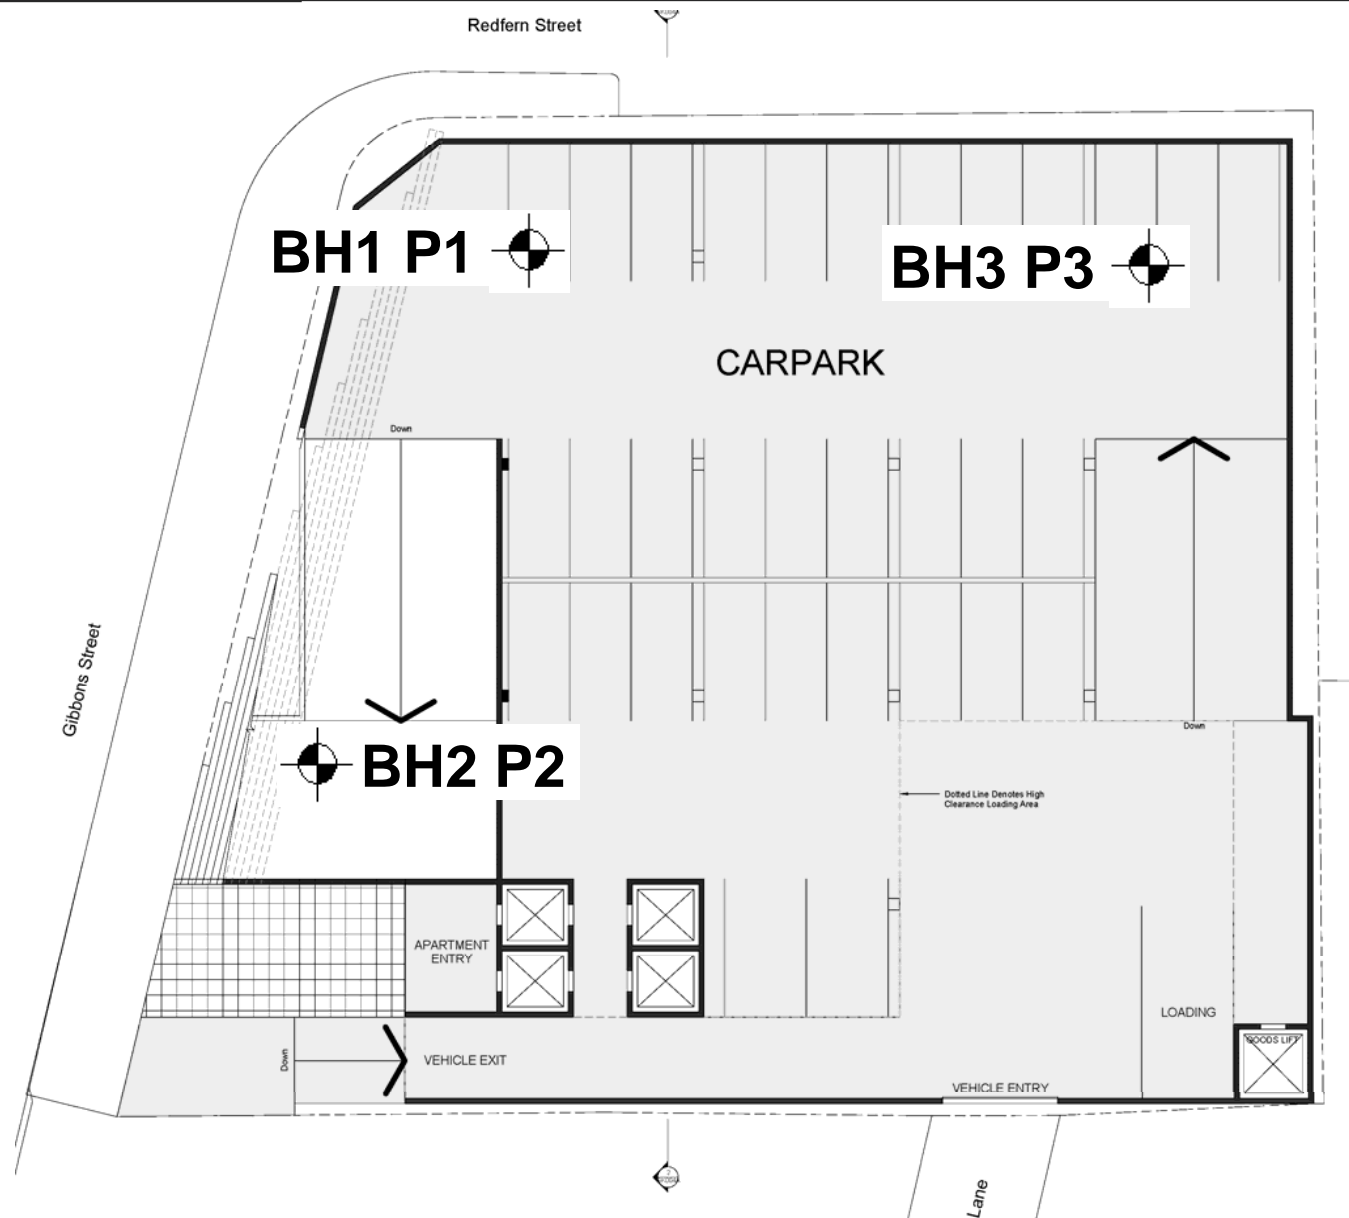 Redfern Street
BH1 P1
BH3 P3
CARPARK
Down
Gibbons Street
Down
BH2 P2
Dotted Line Denotes High
Clearance Loading Area
APARTMENT
ENTRY
LOADING
GOODS LIFT
Down
VEHICLE EXIT
VEHICLE ENTRY
2
Lane